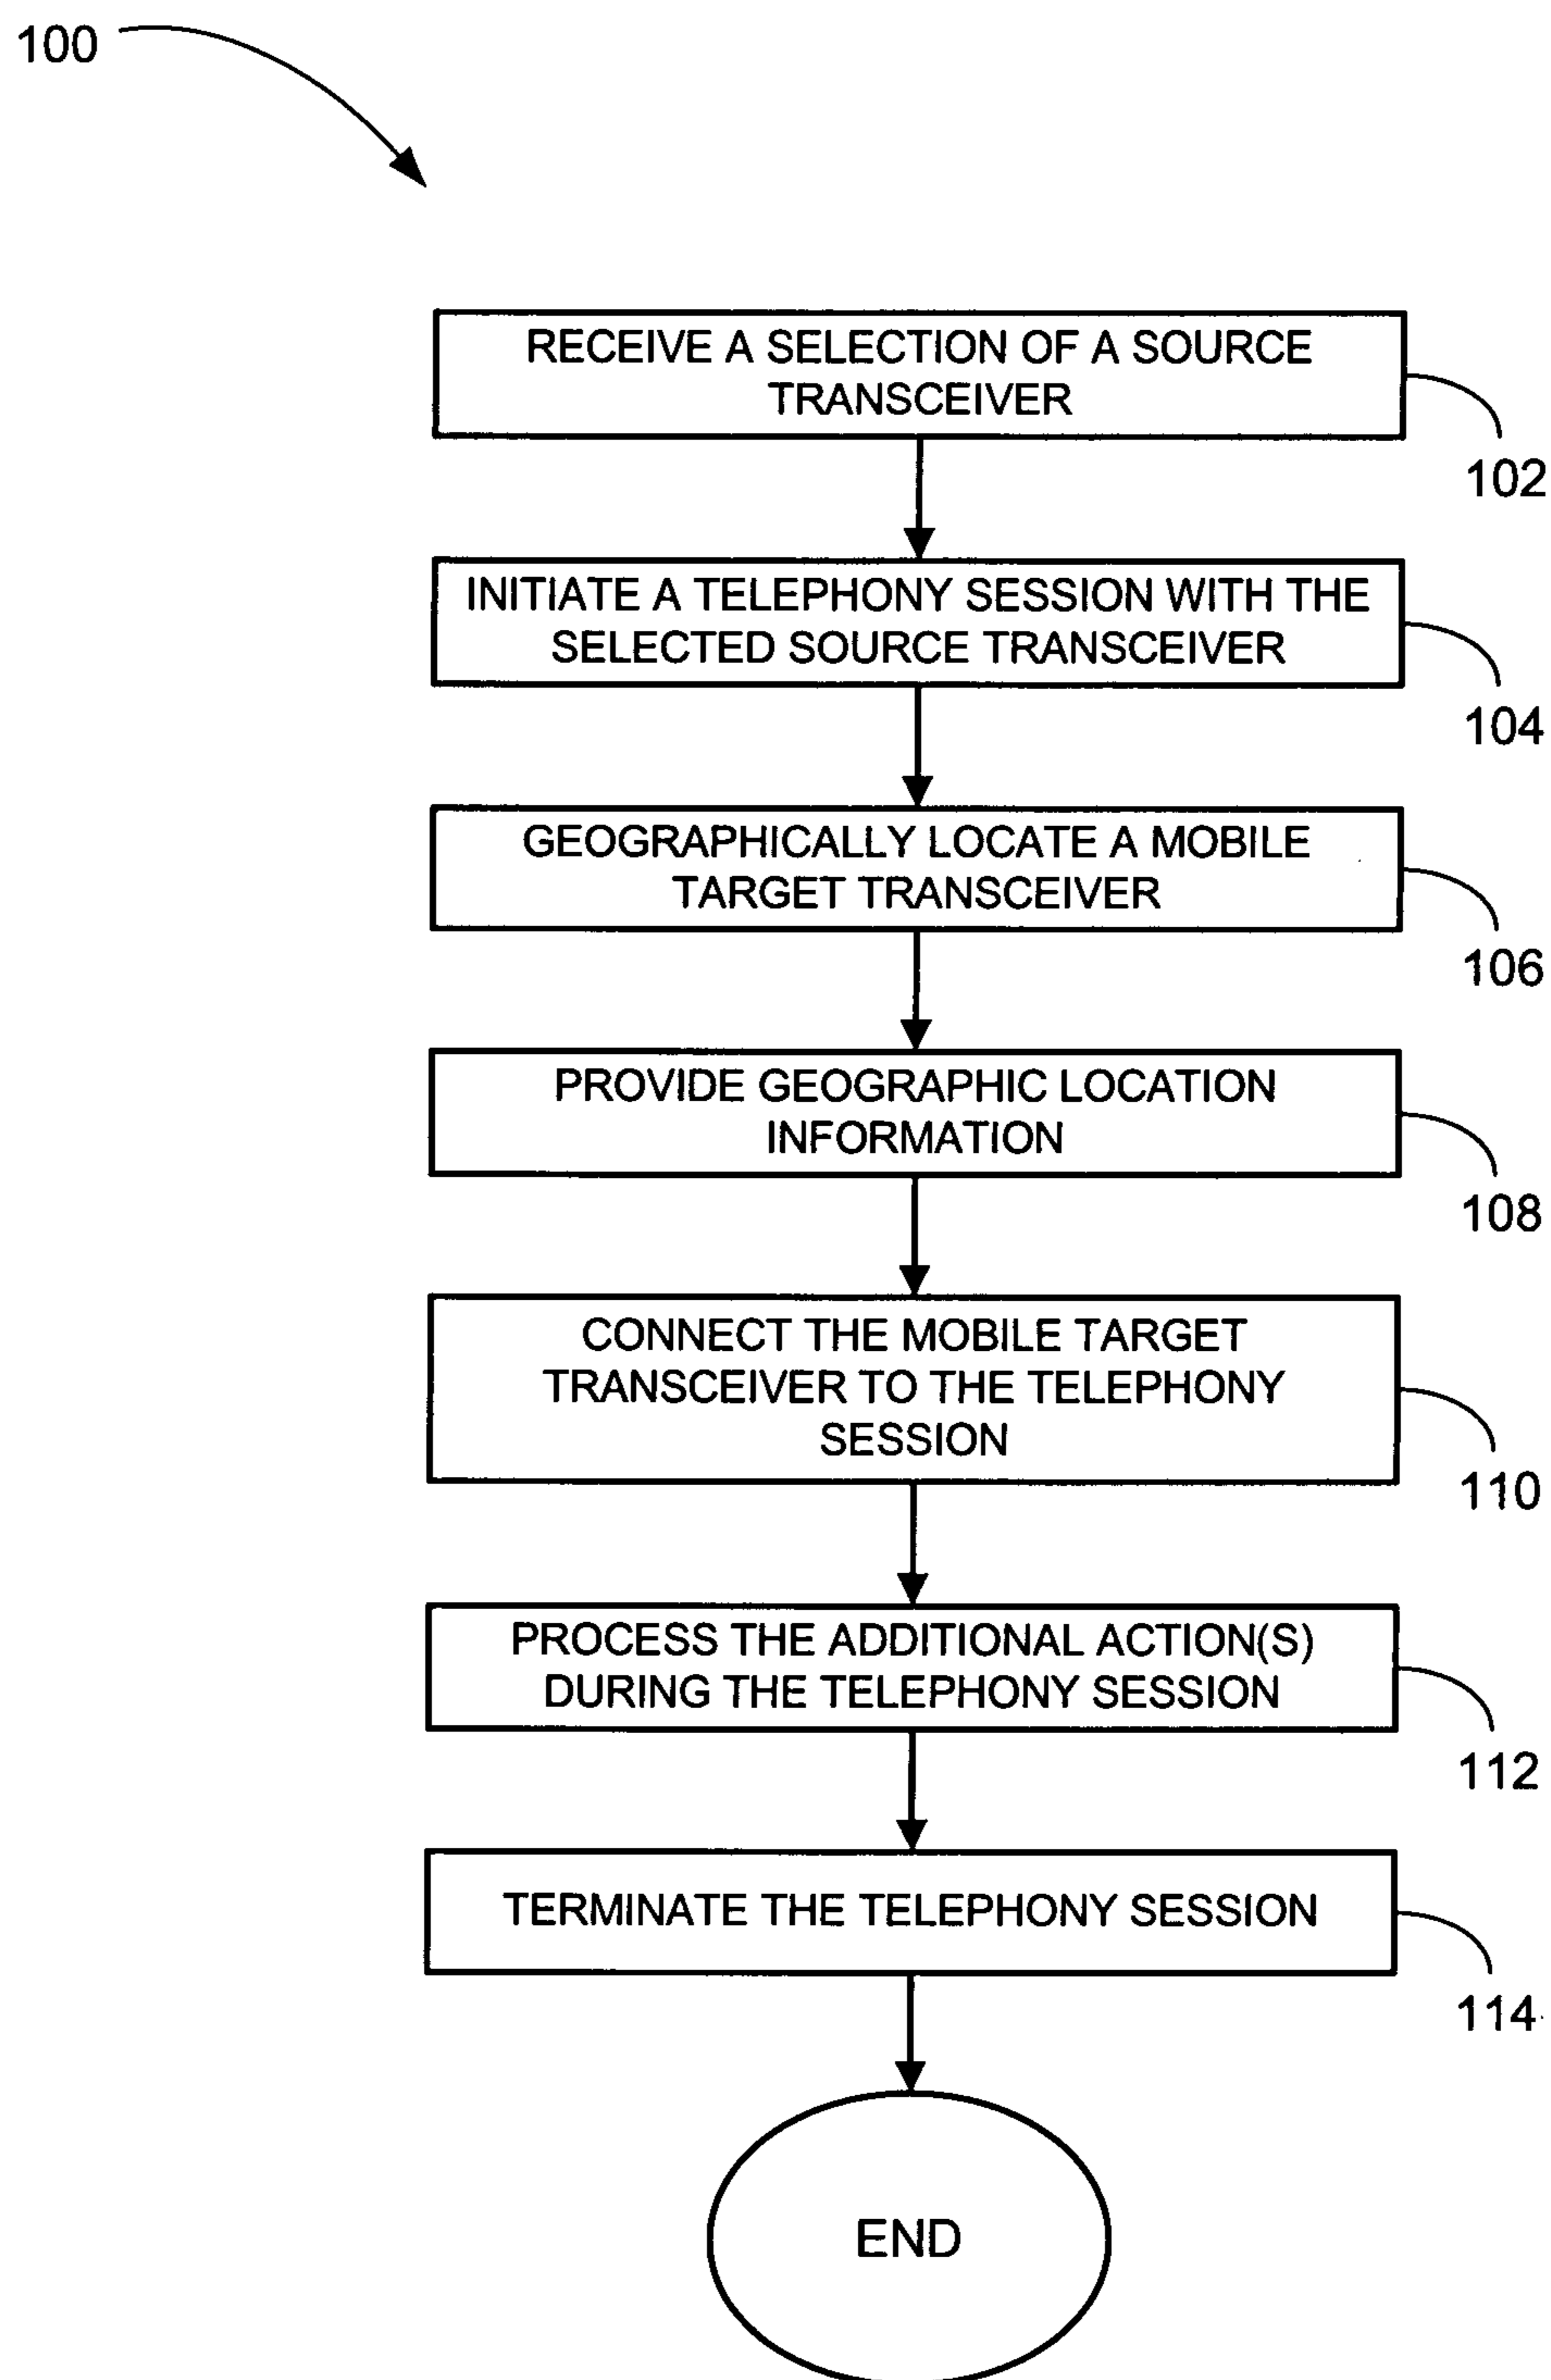 100
RECEIVE A SELECTION OF A SOURCE
TRANSCEIVER
102
INITIATE A TELEPHONY SESSION WITH THE
SELECTED SOURCE TRANSCEIVER
104
GEOGRAPHICALLY LOCATE A MOBILE
TARGET TRANSCEIVER
106
PROVIDE GEOGRAPHIC LOCATION
INFORMATION
108
CONNECT THE MOBILE TARGET
TRANSCEIVER TO THE TELEPHONY
SESSION
110
PROCESS THE ADDITIONAL ACTION(S)
DURING THE TELEPHONY SESSION
112
TERMINATE THE TELEPHONY SESSION
114
END